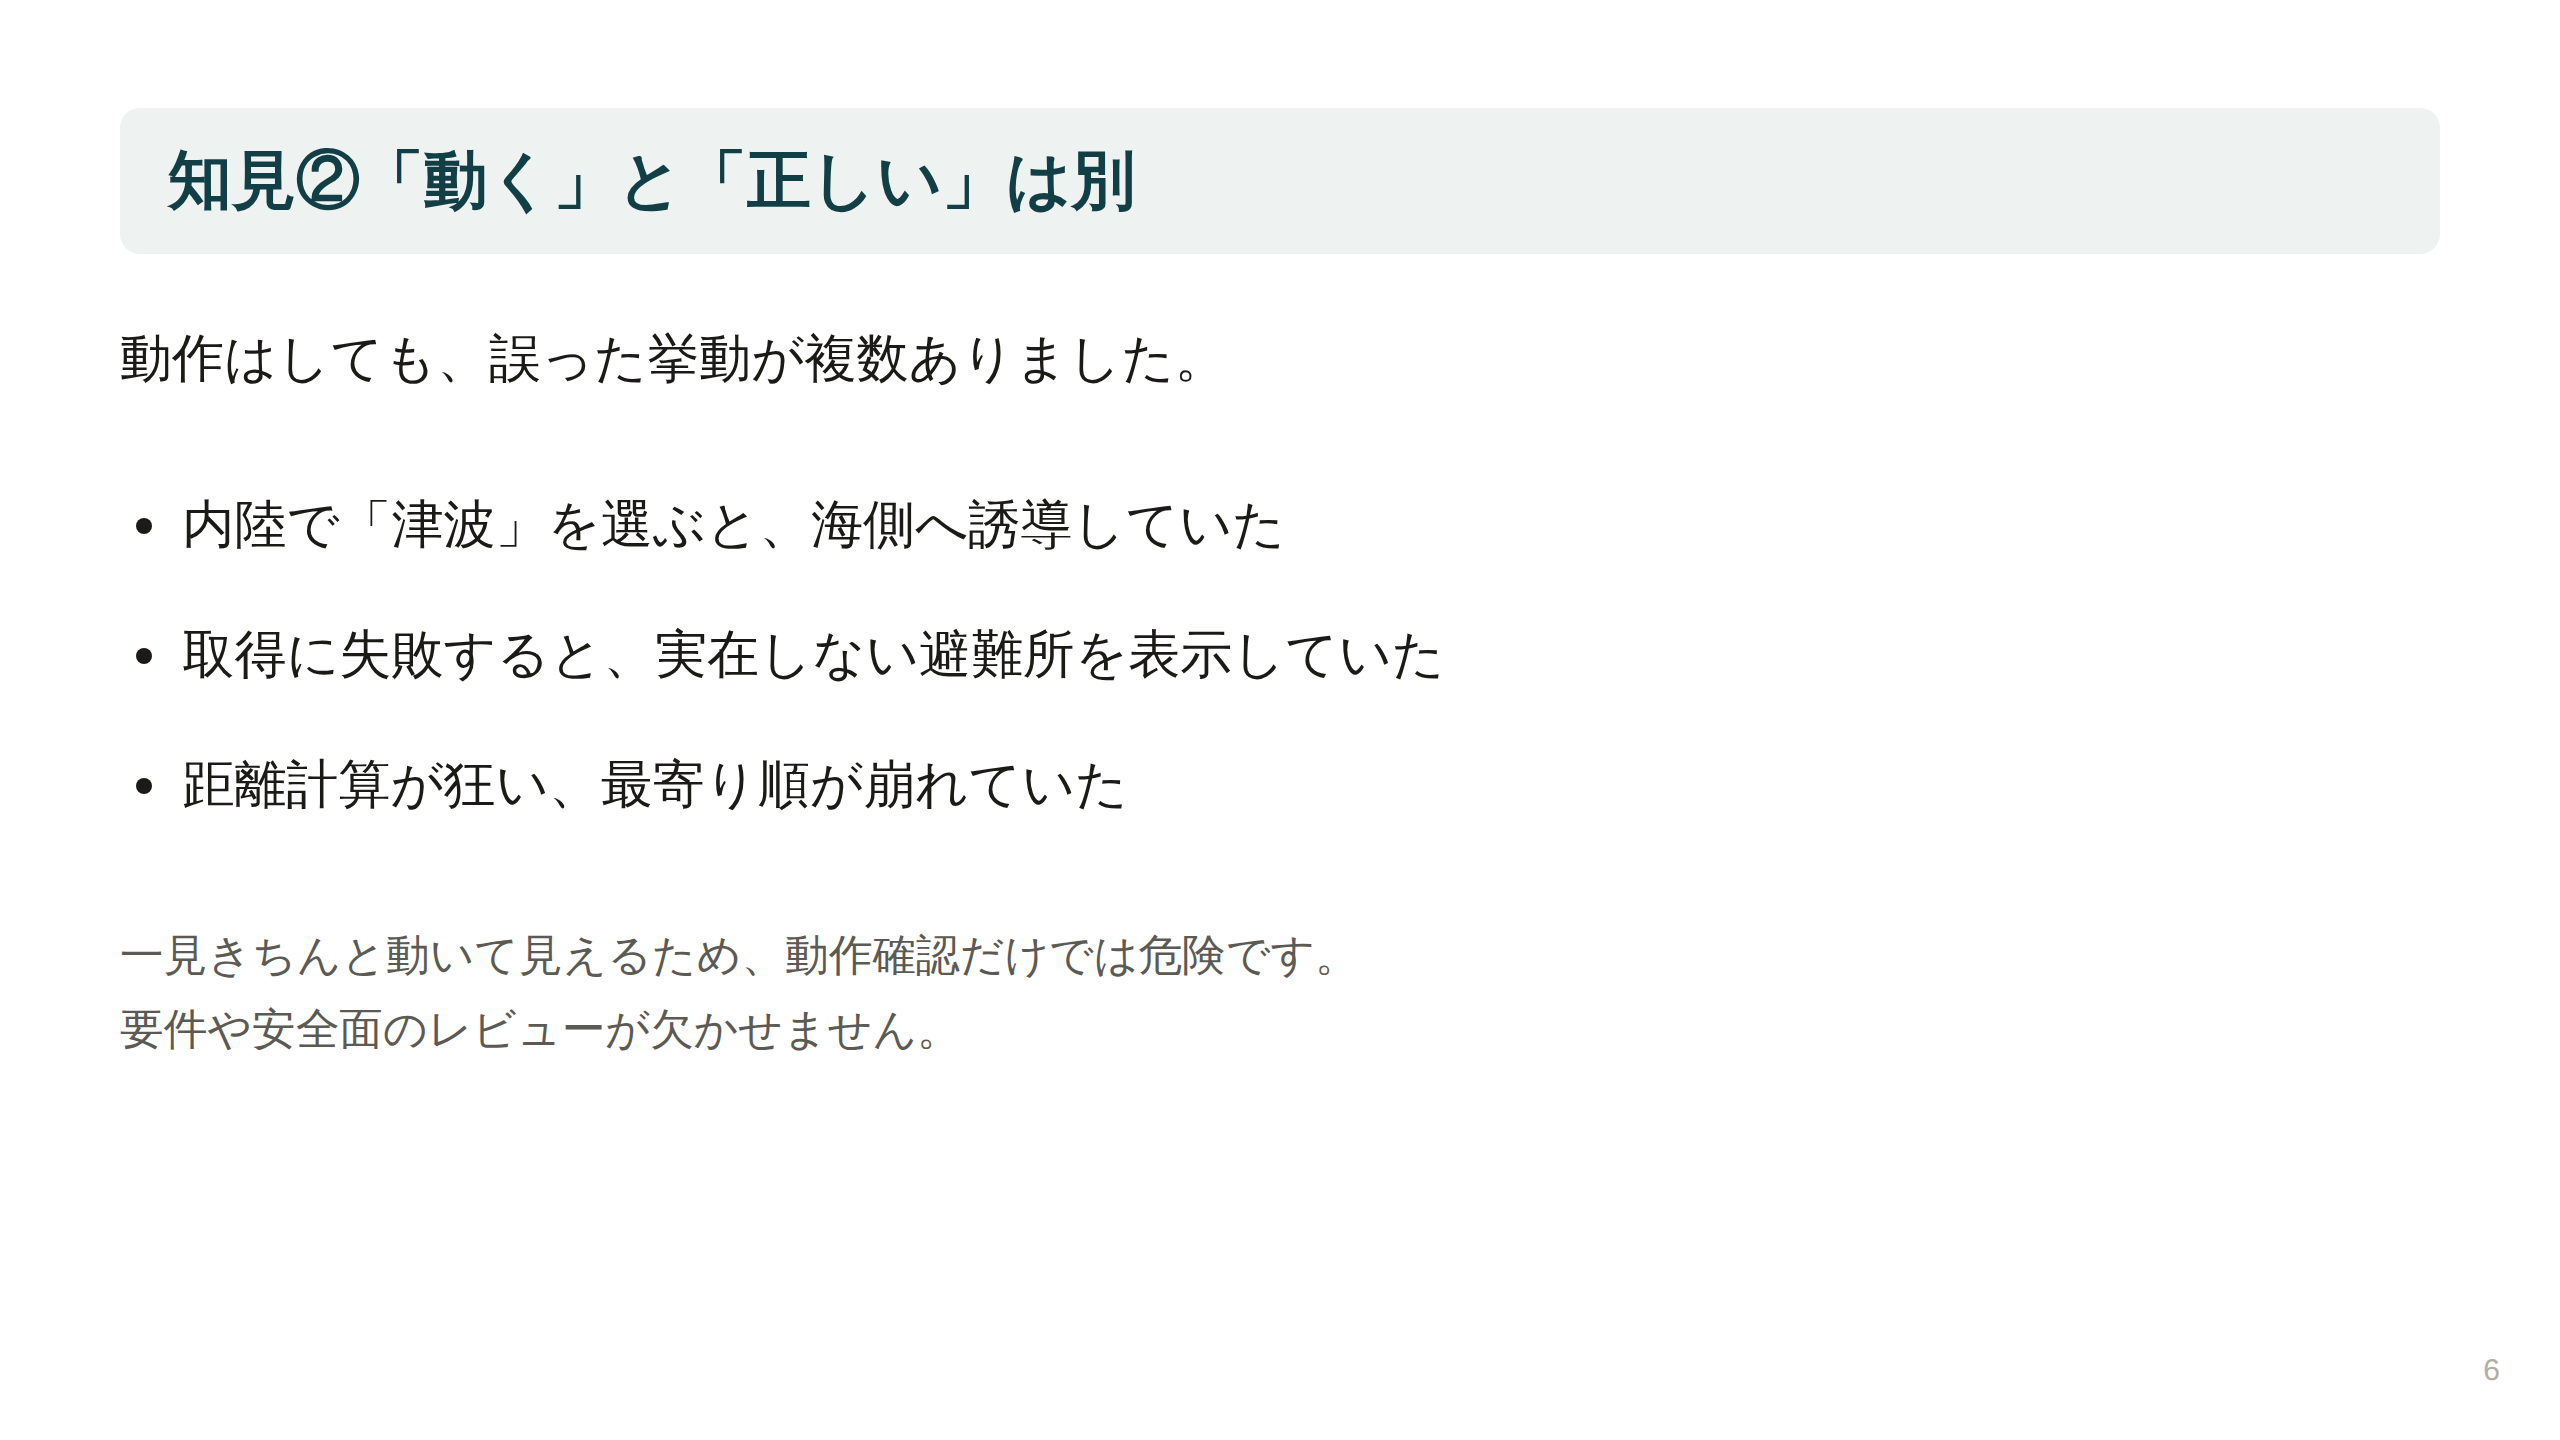 知見②「動く」と「正しい」は別
動作はしても、誤った挙動が複数ありました。
• 内陸で「津波」を選ぶと、海側へ誘導していた
• 取得に失敗すると、実在しない避難所を表示していた
• 距離計算が狂い、最寄り順が崩れていた
一見きちんと動いて見えるため、動作確認だけでは危険です。
要件や安全面のレビューが欠かせません。
6